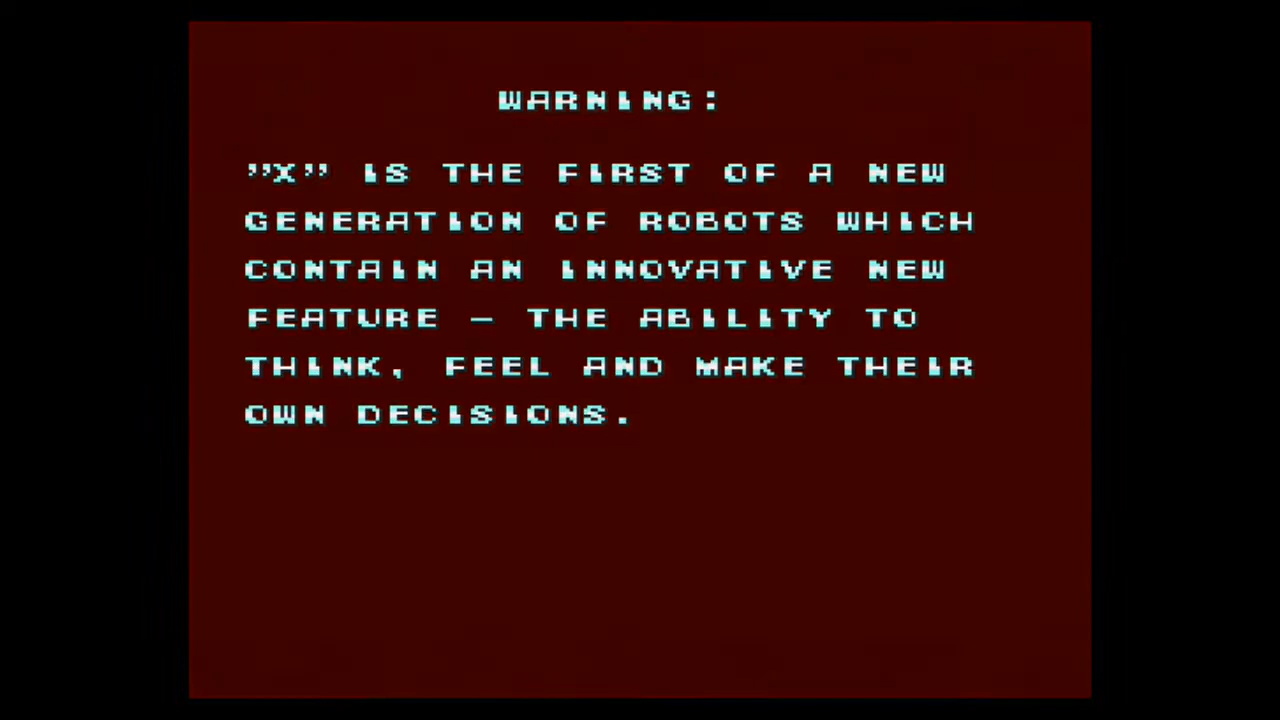 WARNING:
"X" IS THE FIRST OF A NEW
GENERATION OF ROBOTS WHICH
CONTAIN AN INNOVATIVE NEW
FEATURE – THE ABILITY TO
THINK, FEEL AND MAKE THEIR
OWN DECISIONS.